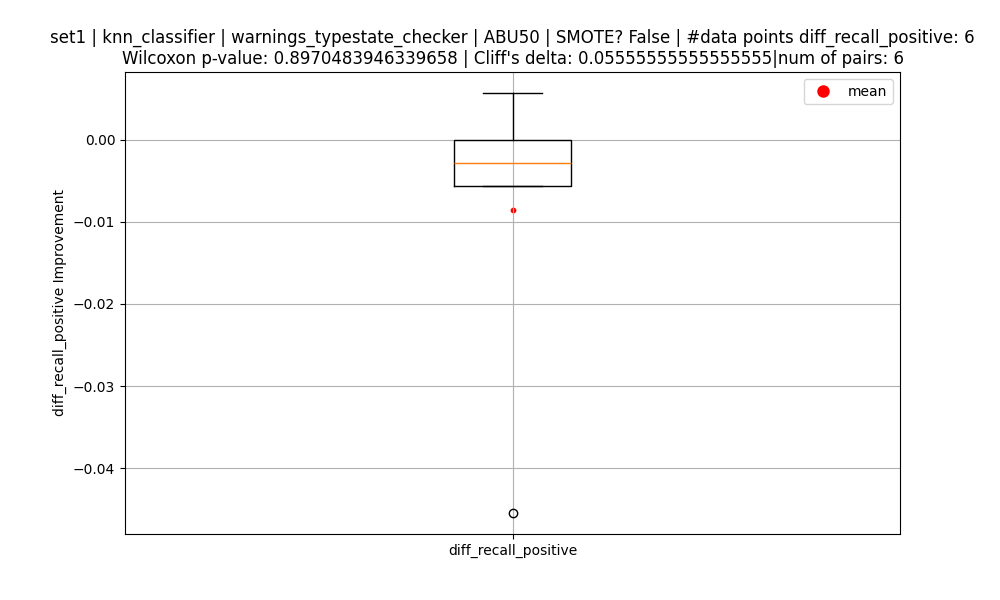 set1 | knn_classifier | warnings_typestate_checker | ABU50 | SMOTE? False | #data points diff_recall_positive: 6
Wilcoxon p-value: 0.8970483946339658 | Cliff's delta: 0.05555555555555555|num of pairs: 6
mean
0.00
−0.01
−0.02
−0.03
−0.04
diff_recall_positive Improvement
diff_recall_positive